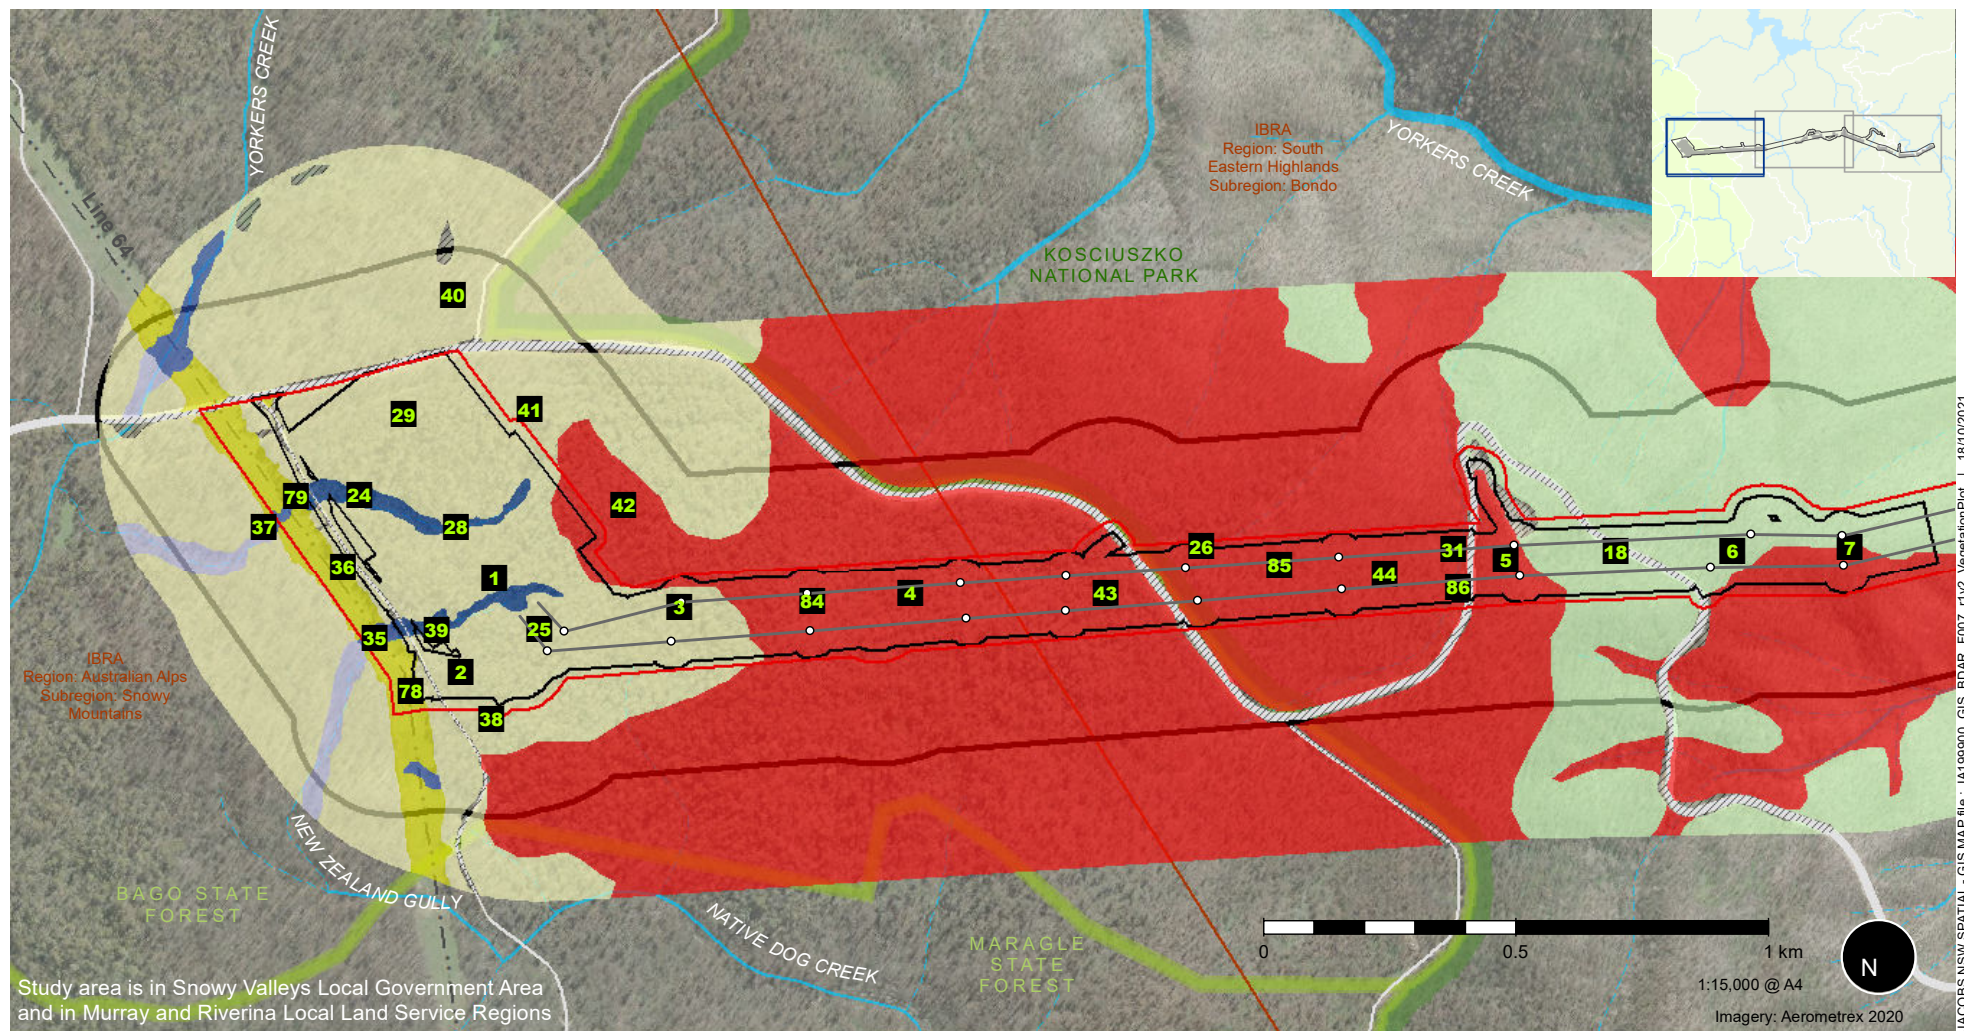 YORKERS CREEK
Line 64
IBRA
Region: South
Eastern Highlands
Subregion: Bondo
YORKERS CREEK
KOSCIUSZKO
NATIONAL PARK
40
29
41
79
24
37
28
42
36
1
35
39
25
3
84
4
43
26
85
44
31
86
5
18
6
7
2
78
38
IBRA
Region: Australian Alps
Subregion: Snowy
Mountains
NEW ZEALAND GULLY
BAGO STATE
FOREST
NATIVE DOG CREEK
MARAGLE
STATE
FOREST
0
0.5
1 km
1:15,000 @ A4
N
Imagery: Aerometrex 2020
Study area is in Snowy Valleys Local Government Area
and in Murray and Riverina Local Land Service Regions
18/10/2021